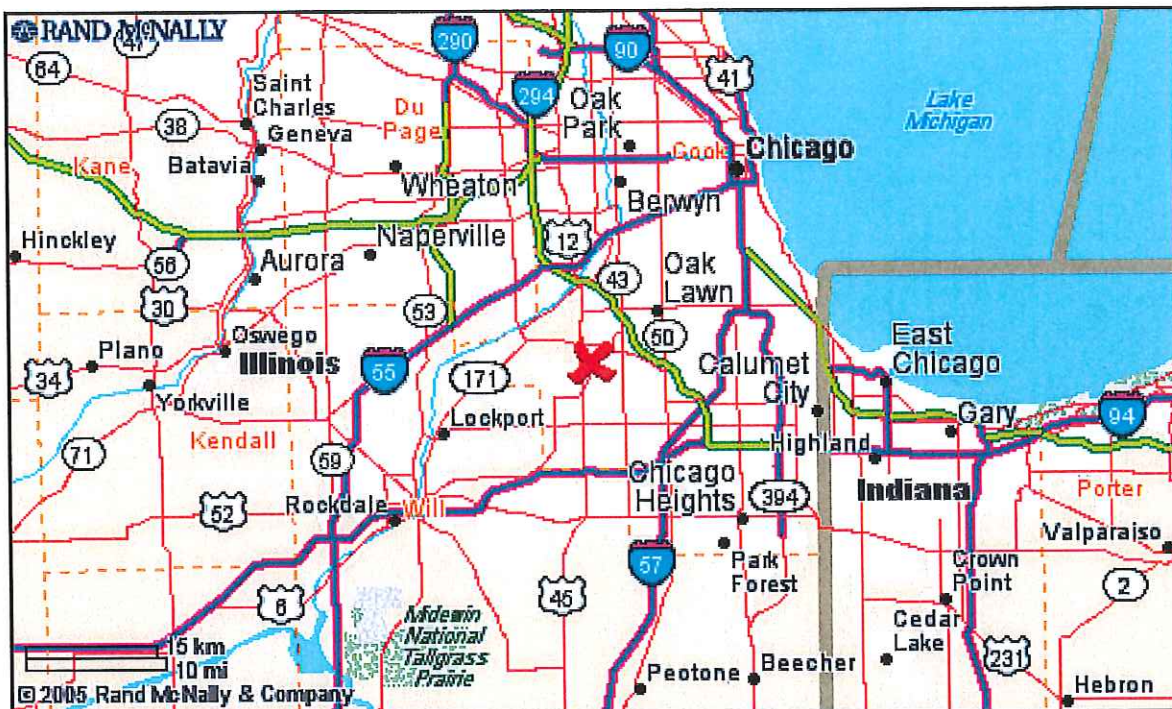 RAND McNALLY
47
290
90
41
64
Saint
Charles
294
Oak
Park
Lake
Michigan
Du
Page
38
Geneva
Cook
Chicago
Kane
Batavia
Wheaton
Berwyn
Hinckley
Naperville
12
56
Aurora
43
Oak
Lawn
30
53
50
East
Chicago
Oswego
Illinois
Plano
34
55
171
Calumet
City
Yorkville
Lockport
Gary
94
Kendall
Highland
71
59
Chicago
Heights
Indiana
Porter
52
Rockdale
Will
394
Valparaiso
57
Park
Forest
Crown
Point
2
6
45
Midewin
National
Tallgrass
Prairie
Cedar
Lake
15 km
10 mi
231
Peotone
Beecher
Hebron
© 2005 Rand McNally & Company